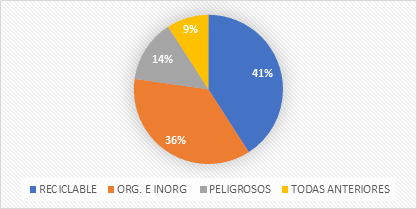 9%
14%
41%
36%
RECICLABLE ORG. E INORG PELIGROSOS TODAS ANTERIORES